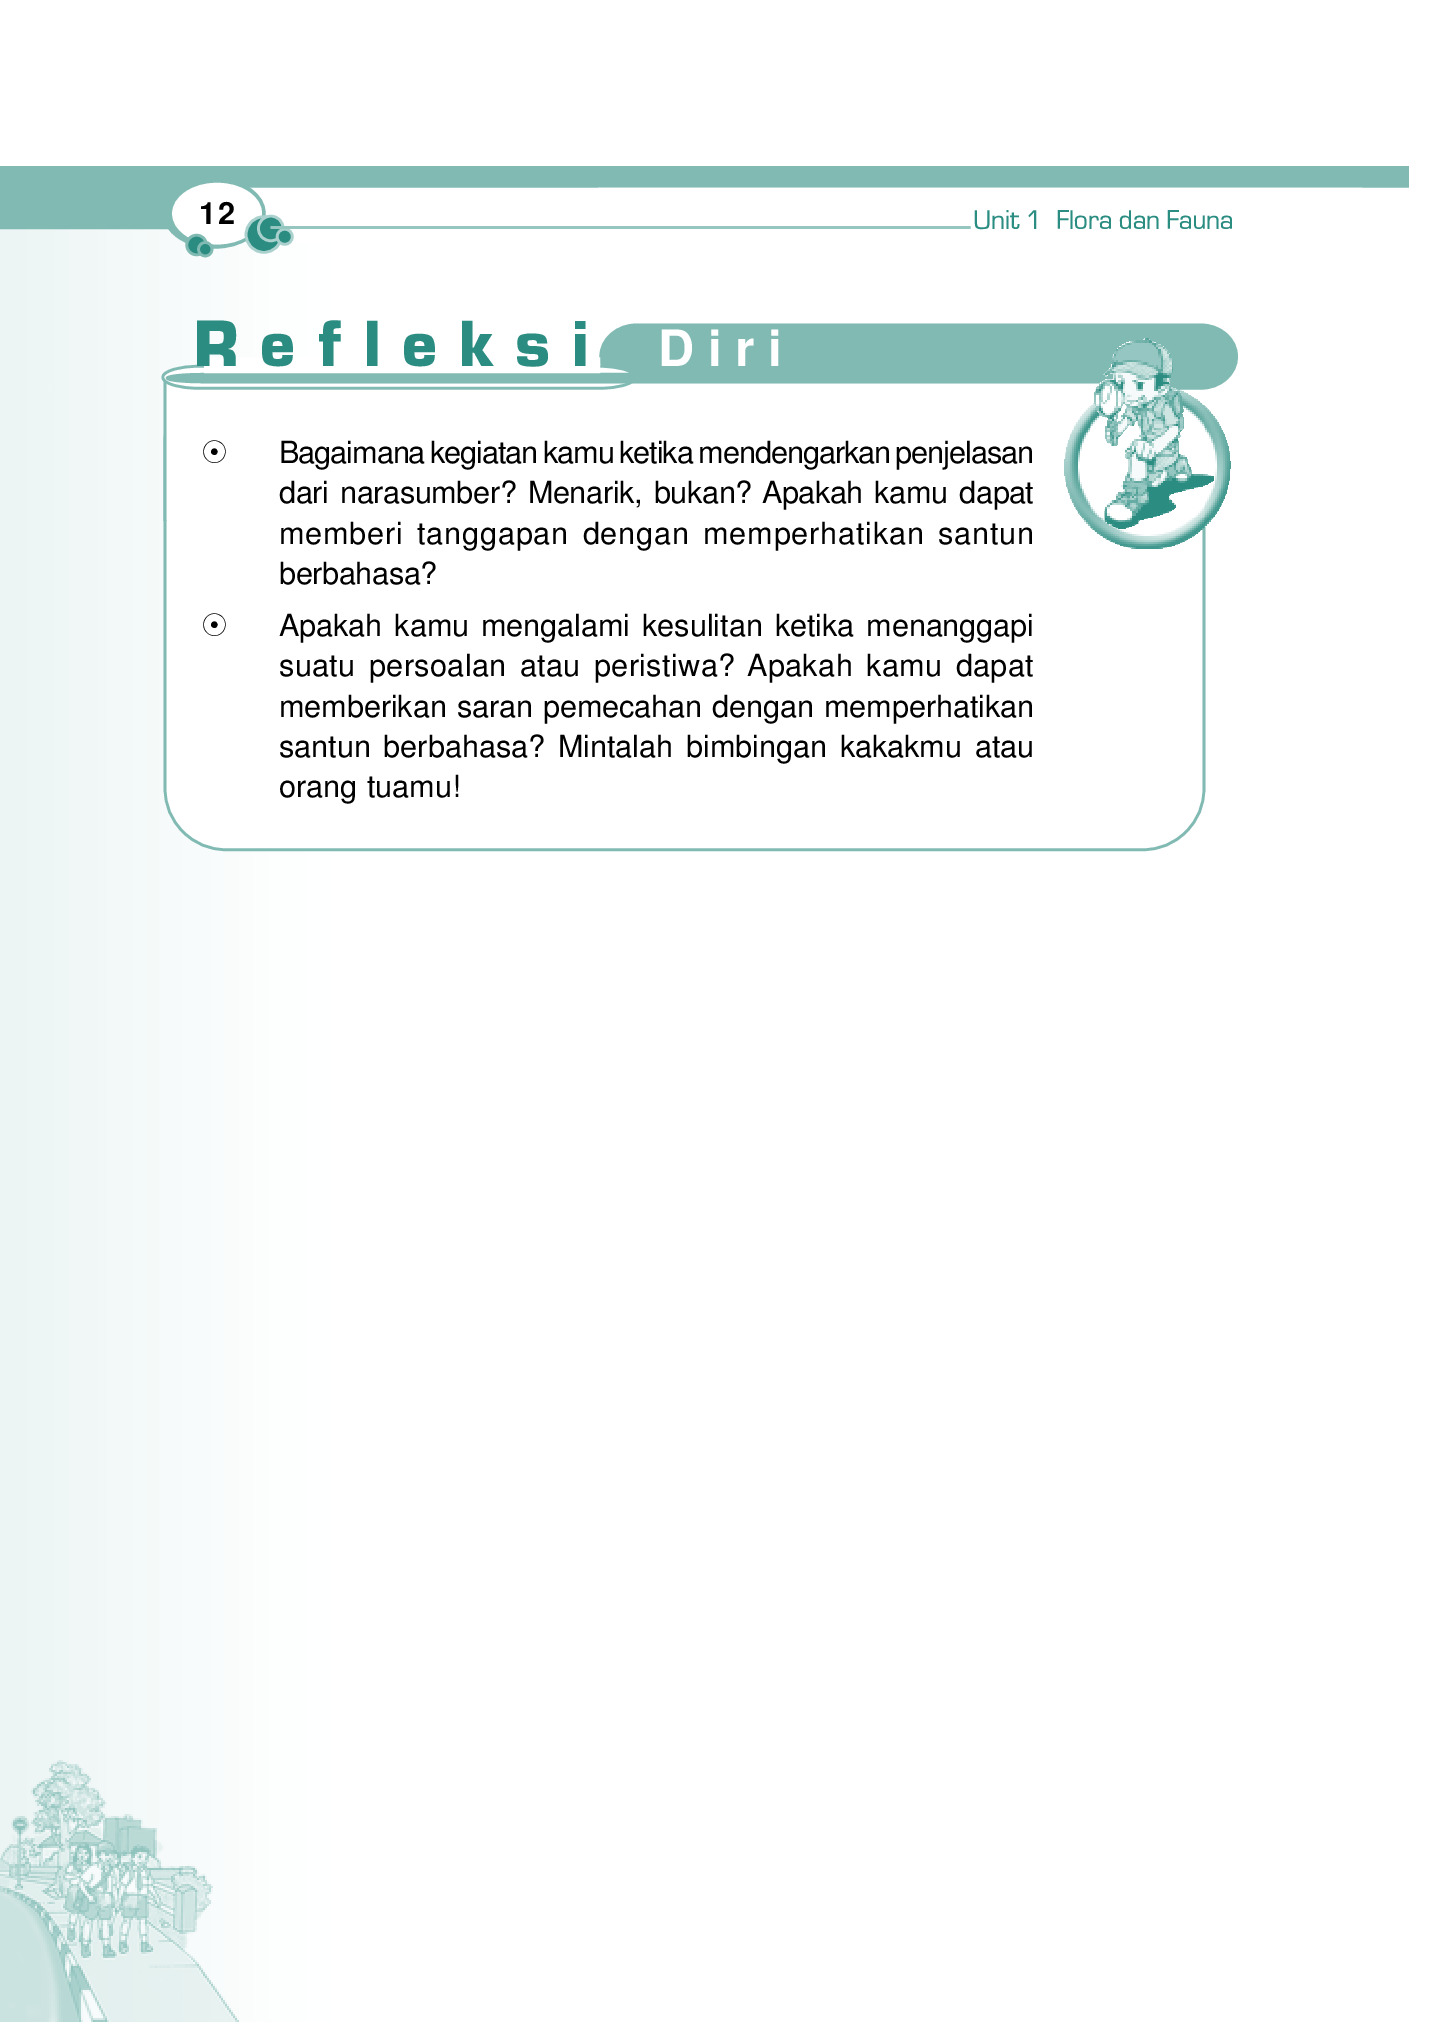 12
Unit 1 Flora dan Fauna
Refleksi Diri
Bagaimana kegiatan kamu ketika mendengarkan penjelasan
dari narasumber? Menarik, bukan? Apakah kamu dapat
memberi tanggapan dengan memperhatikan santun
berbahasa?
Apakah kamu mengalami kesulitan ketika menanggapi
suatu persoalan atau peristiwa? Apakah kamu dapat
memberikan saran pemecahan dengan memperhatikan
santun berbahasa? Mintalah bimbingan kakakmu atau
orang tuamu!